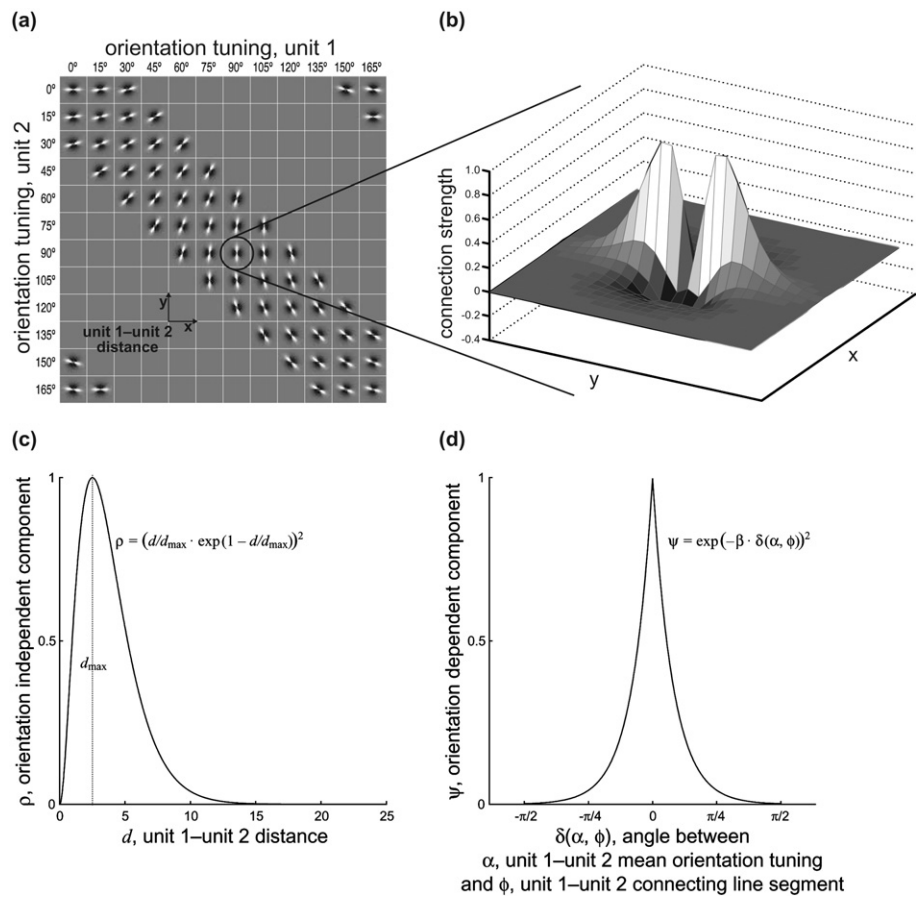 (a)
orientation tuning, unit 1
0° 15° 30° 45° 60° 75° 90° 105° 120° 135° 150° 165°
orientation tuning, unit 2
0°
15°
30°
45°
60°
75°
90°
105°
120°
135°
150°
165°
y
x
unit 1–unit 2
distance
(b)
connection strength
1.0
0.8
0.6
0.4
0.2
0
-0.2
-0.4
y
x
(c)
ρ, orientation independent component
1
0.5
0
ρ = (d/dmax · exp(1 – d/dmax))²
dmax
0 5 10 15 20 25
d, unit 1–unit 2 distance
(d)
ψ, orientation dependent component
1
0.5
0
ψ = exp(–β · δ(α, ϕ))²
-π/2 -π/4 0 π/4 π/2
δ(α, ϕ), angle between
α, unit 1–unit 2 mean orientation tuning
and ϕ, unit 1–unit 2 connecting line segment